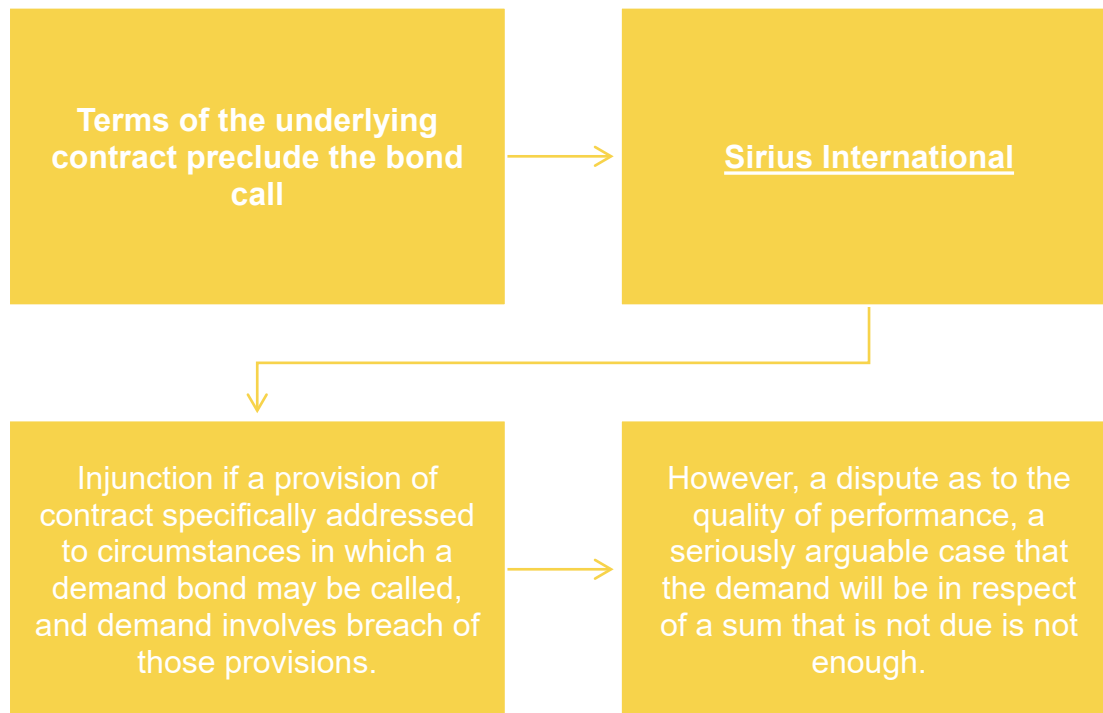 Terms of the underlying
contract preclude the bond
call
Sirius International
Injunction if a provision of
contract specifically addressed
to circumstances in which a
demand bond may be called,
and demand involves breach of
those provisions.
However, a dispute as to the
quality of performance, a
seriously arguable case that
the demand will be in respect
of a sum that is not due is not
enough.